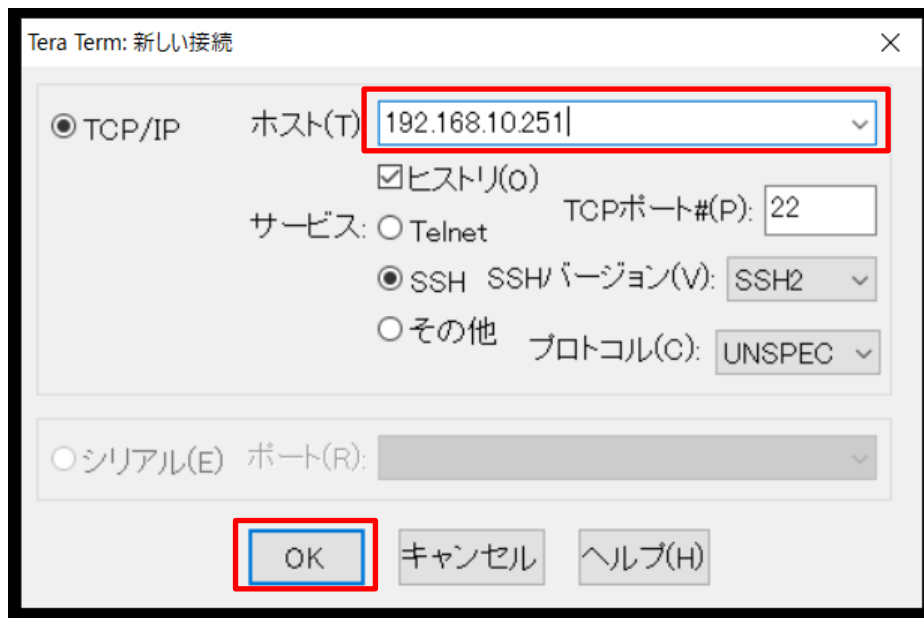 Tera Term: 新しい接続
TCP/IP ホスト(T) 192.168.10.251
ヒストリ(O)
サービス: Telnet TCPポート#(P): 22
SSH SSHバージョン(V): SSH2
その他 プロトコル(C): UNSPEC
シリアル(E) ポート(R):
OK キャンセル ヘルプ(H)